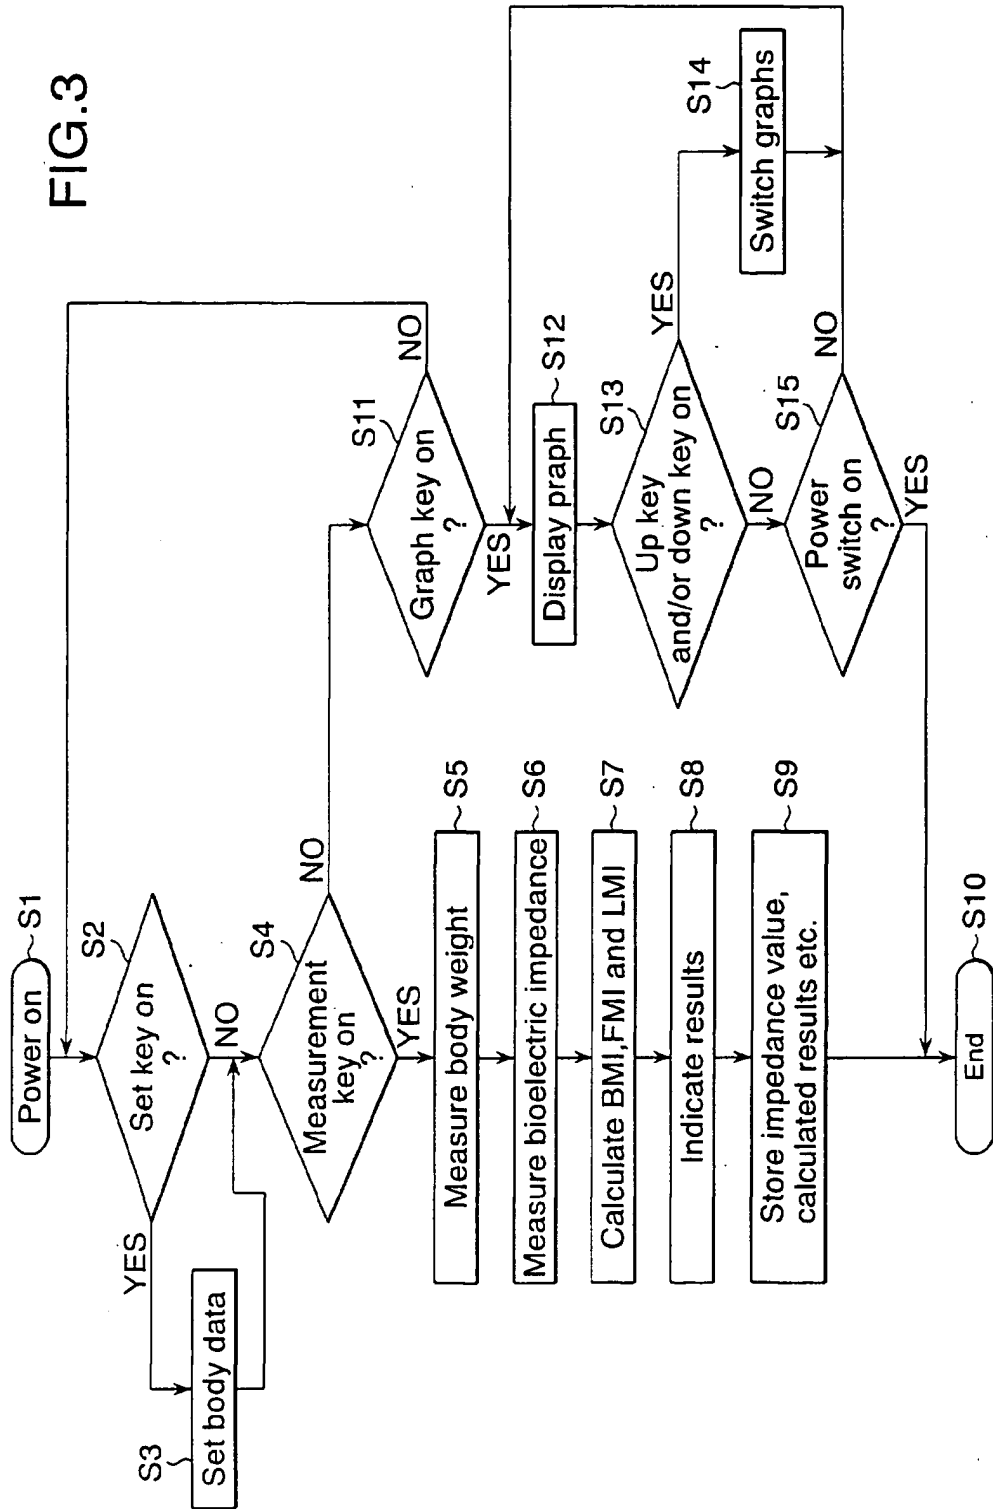 FIG.3
Power on
S1
Set key on
?
S2
YES
NO
S3
Set body data
Measurement
key on
?
S4
NO
YES
Measure body weight
S5
Measure bioelectric impedance
S6
Calculate BMI,FMI and LMI
S7
Indicate results
S8
Store impedance value,
calculated results etc.
S9
End
S10
Graph key on
?
S11
NO
YES
Display praph
S12
Up key
and/or down key on
?
S13
YES
NO
Switch graphs
S14
Power
switch on
?
S15
NO
YES